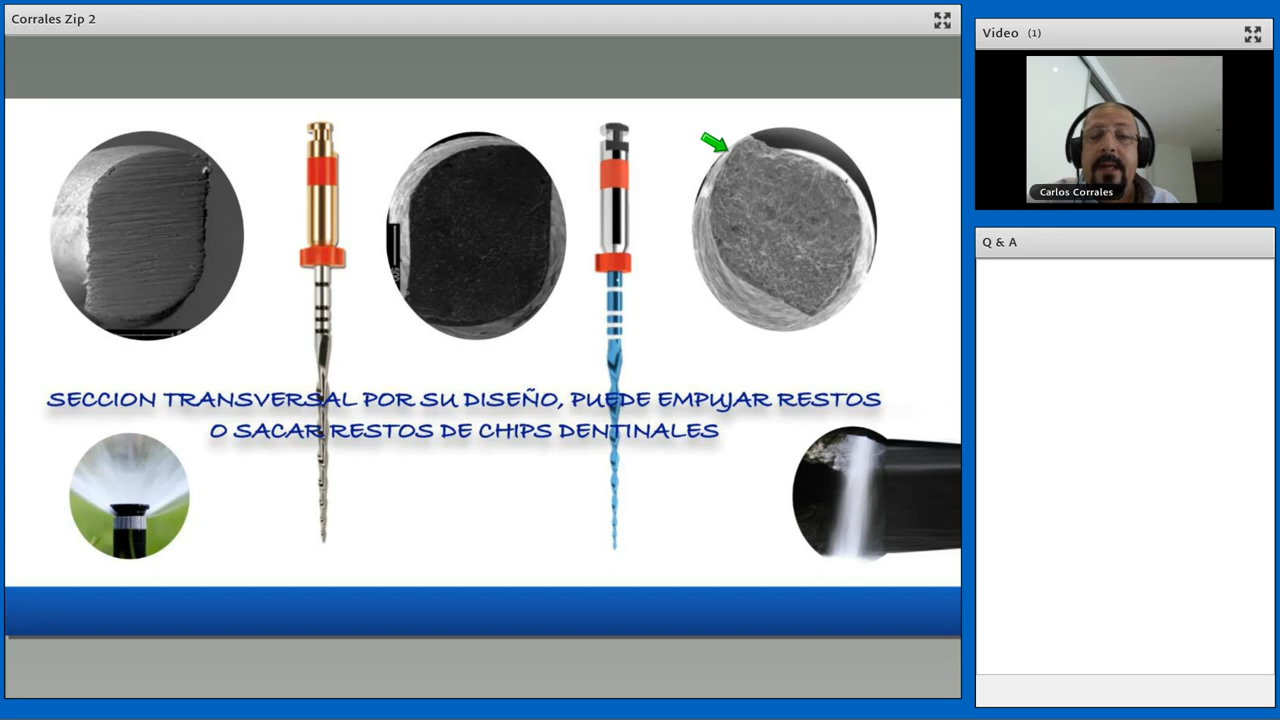 Corrales Zip 2
Video (1)
Carlos Corrales
Q & A
SECCION TRANSVERSAL POR SU DISEÑO, PUEDE EMPUJAR RESTOS
O SACAR RESTOS DE CHIPS DENTINALES